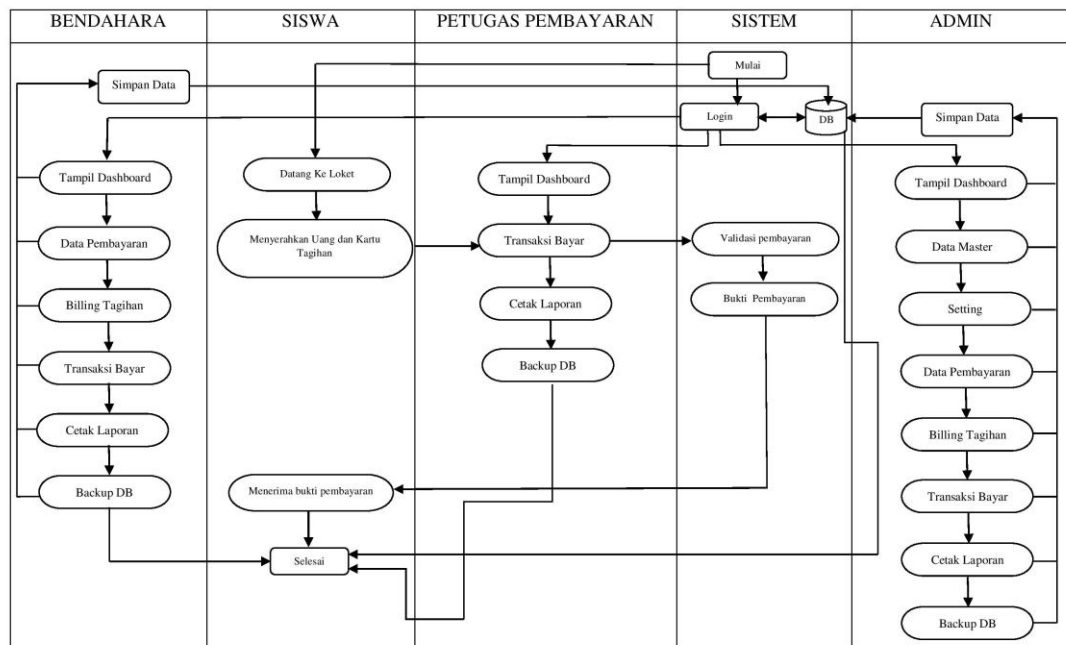 BENDAHARA
SISWA
PETUGAS PEMBAYARAN
SISTEM
ADMIN
Simpan Data
Tampil Dashboard
Data Pembayaran
Billing Tagihan
Transaksi Bayar
Cetak Laporan
Backup DB
Datang Ke Loket
Menyerahkan Uang dan Kartu
Tagihan
Menerima bukti pembayaran
Selesai
Tampil Dashboard
Transaksi Bayar
Cetak Laporan
Backup DB
Mulai
Login
DB
Validasi pembayaran
Bukti Pembayaran
Simpan Data
Tampil Dashboard
Data Master
Setting
Data Pembayaran
Billing Tagihan
Transaksi Bayar
Cetak Laporan
Backup DB